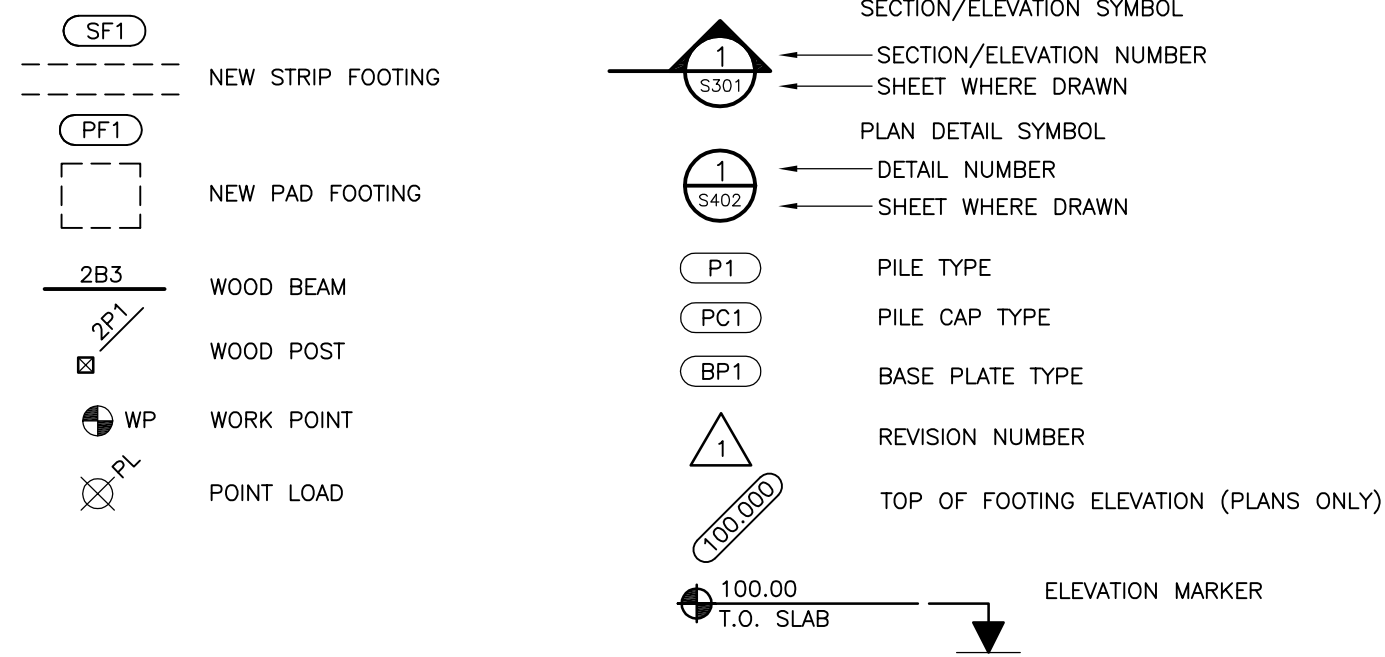 SF1
NEW STRIP FOOTING
PF1
NEW PAD FOOTING
2B3
WOOD BEAM
2P1
WOOD POST
WP WORK POINT
PL
POINT LOAD
SECTION/ELEVATION SYMBOL
1
SECTION/ELEVATION NUMBER
S301
SHEET WHERE DRAWN
PLAN DETAIL SYMBOL
1
DETAIL NUMBER
S402
SHEET WHERE DRAWN
P1
PILE TYPE
PC1
PILE CAP TYPE
BP1
BASE PLATE TYPE
1
REVISION NUMBER
100.000
TOP OF FOOTING ELEVATION (PLANS ONLY)
100.00
T.O. SLAB
ELEVATION MARKER